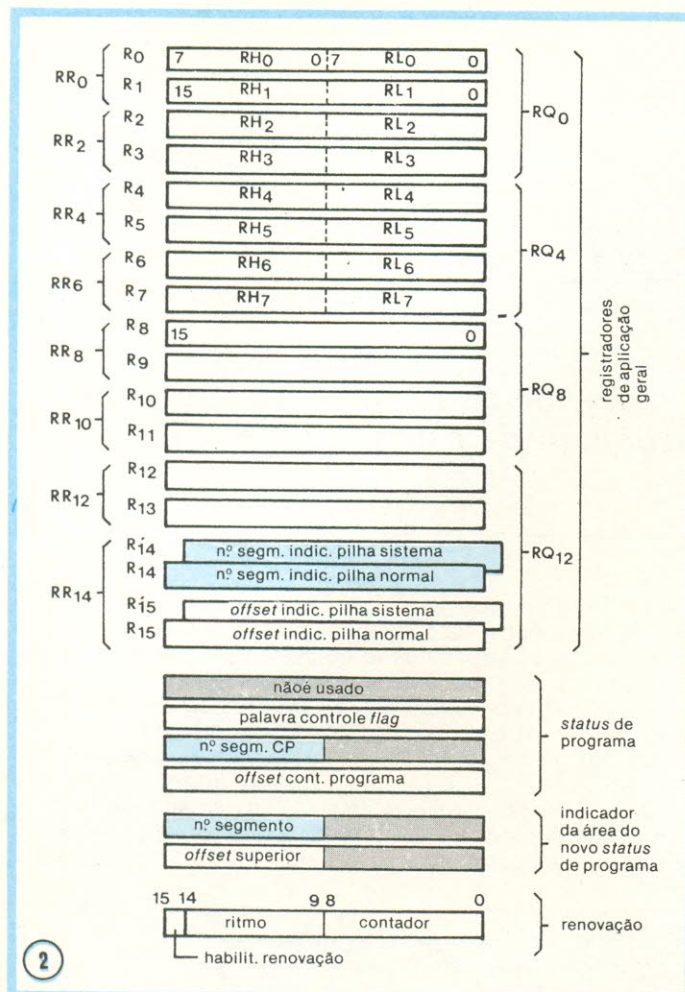 RR0
R0 7 RH0 0 7 RL0 0
R1 15 RH1 RL1 0
RR2
R2 RH2 RL2
R3 RH3 RL3
RQ0
RR4
R4 RH4 RL4
R5 RH5 RL5
RR6
R6 RH6 RL6
R7 RH7 RL7
RQ4
RR8
R8 15 0
R9
RR10
R10
R11
RQ8
RR12
R12
R13
RR14
R'14 nº segm. indic. pilha sistema
R14 nº segm. indic. pilha normal
R'15 offset indic. pilha sistema
R15 offset indic. pilha normal
RQ12
registradores
de aplicação
geral
nãoé usado
palavra controle flag
nº segm. CP
offset cont. programa
status de
programa
nº segmento
offset superior
indicador
da área do
novo status
de programa
15 14 9 8 0
ritmo contador
renovação
habilit. renovação
2